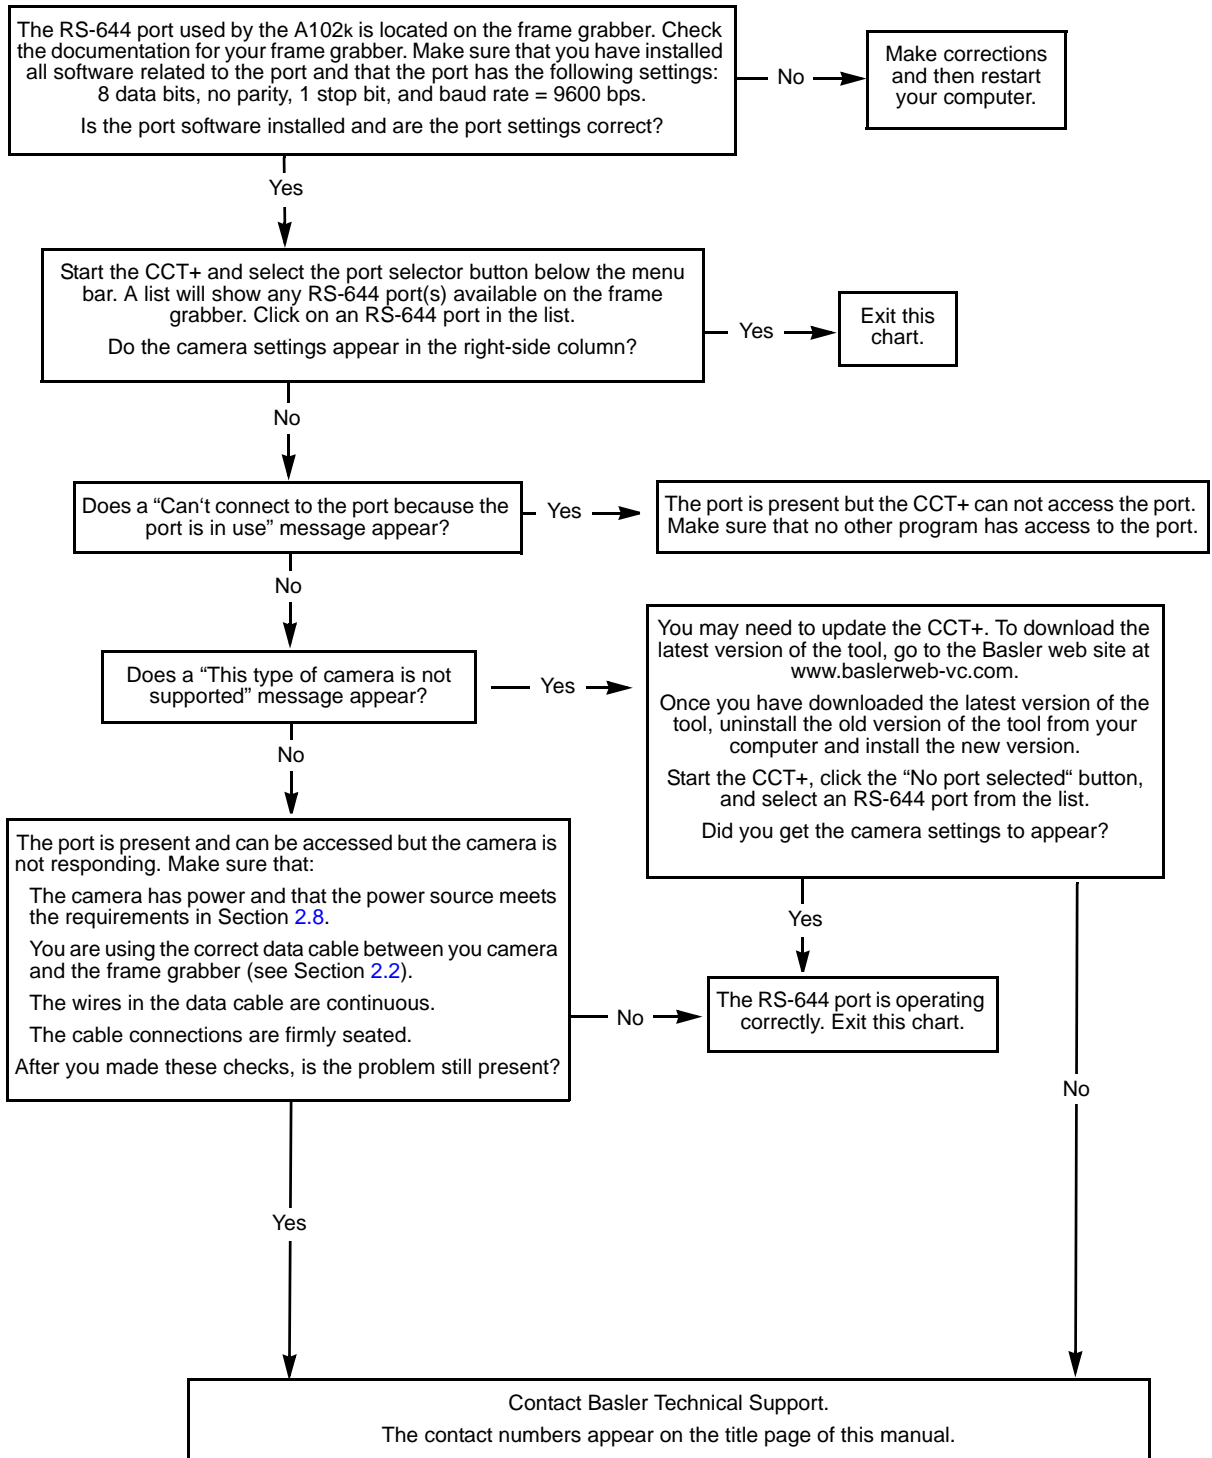 The RS-644 port used by the A102k is located on the frame grabber. Check
the documentation for your frame grabber. Make sure that you have installed
all software related to the port and that the port has the following settings:
8 data bits, no parity, 1 stop bit, and baud rate = 9600 bps.
Is the port software installed and are the port settings correct?
No
Make corrections
and then restart
your computer.
Yes
Start the CCT+ and select the port selector button below the menu
bar. A list will show any RS-644 port(s) available on the frame
grabber. Click on an RS-644 port in the list.
Do the camera settings appear in the right-side column?
Yes
Exit this
chart.
No
Does a “Can‘t connect to the port because the
port is in use” message appear?
Yes
The port is present but the CCT+ can not access the port.
Make sure that no other program has access to the port.
No
Does a “This type of camera is not
supported” message appear?
Yes
You may need to update the CCT+. To download the
latest version of the tool, go to the Basler web site at
www.baslerweb-vc.com.
Once you have downloaded the latest version of the
tool, uninstall the old version of the tool from your
computer and install the new version.
Start the CCT+, click the “No port selected“ button,
and select an RS-644 port from the list.
Did you get the camera settings to appear?
No
The port is present and can be accessed but the camera is
not responding. Make sure that:
The camera has power and that the power source meets
the requirements in Section 2.8.
You are using the correct data cable between you camera
and the frame grabber (see Section 2.2).
The wires in the data cable are continuous.
The cable connections are firmly seated.
After you made these checks, is the problem still present?
Yes
No
The RS-644 port is operating
correctly. Exit this chart.
No
Yes
Contact Basler Technical Support.
The contact numbers appear on the title page of this manual.